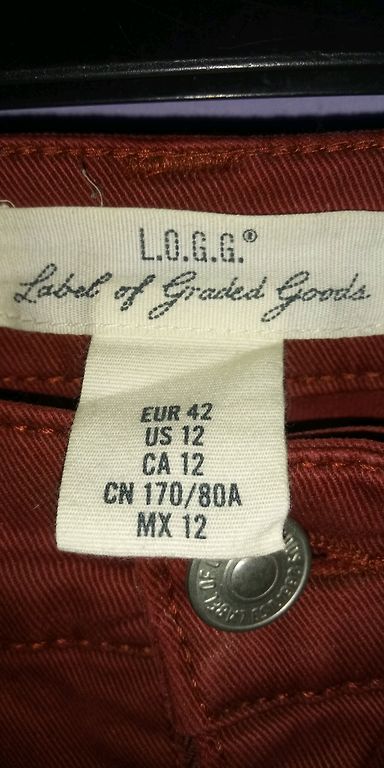 L.O.G.G.®
Label of Graded Goods
EUR 42
US 12
CA 12
CN 170/80A
MX 12